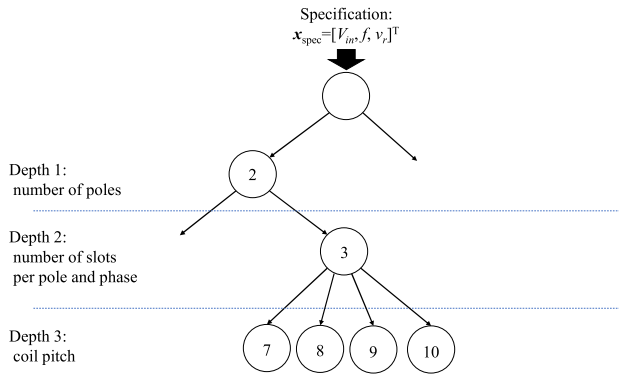 Specification:
x_spec=[V_in, f, v_r]^T
Depth 1:
number of poles
2
Depth 2:
number of slots
per pole and phase
3
Depth 3:
coil pitch
7 8 9 10